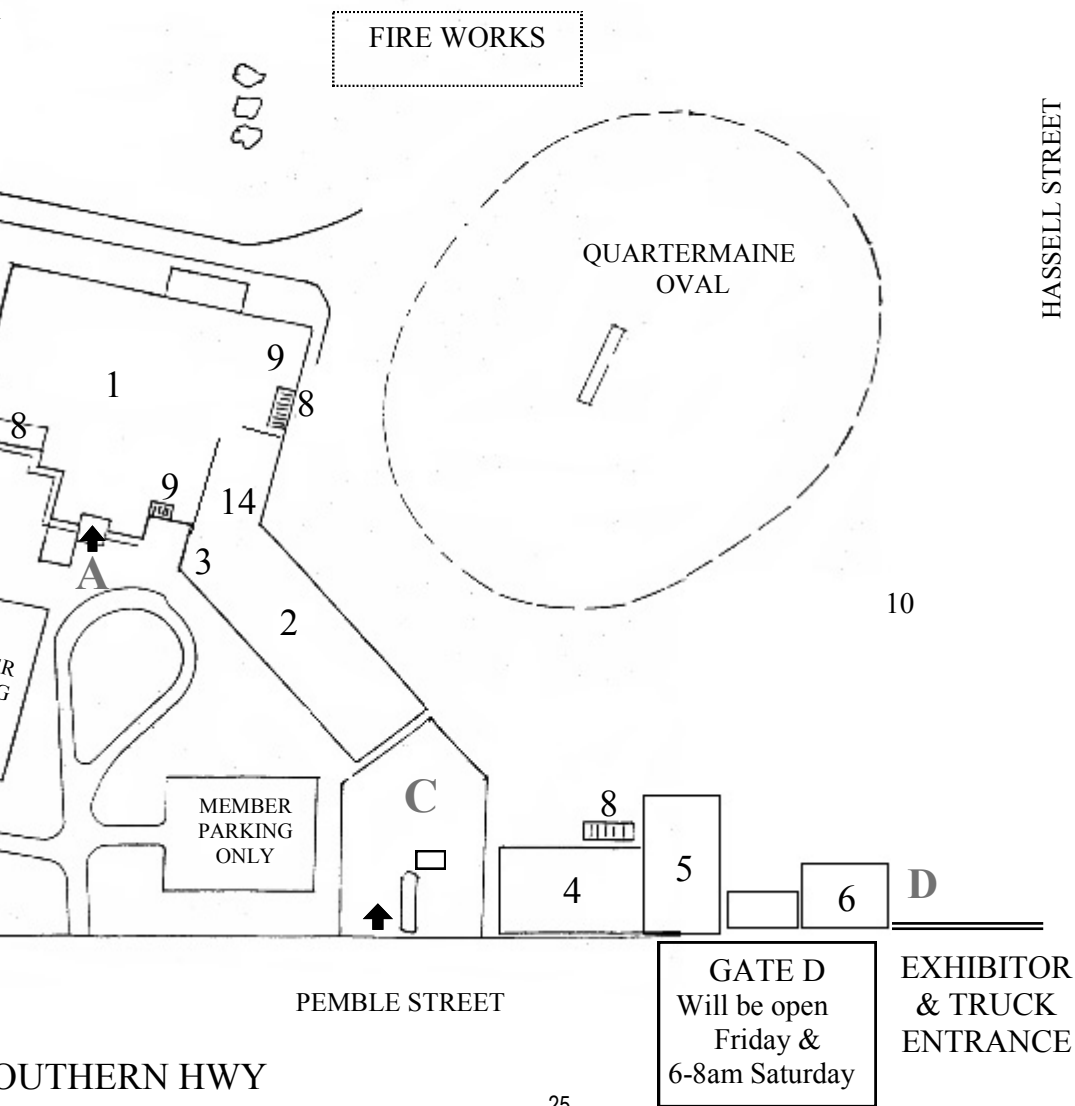 FIRE WORKS
HASSELL STREET
QUARTERMAINE
OVAL
9
1
8
8
9
14
3
A
2
10
R
G
C
MEMBER
PARKING
ONLY
8
5
4
6
D
GATE D
Will be open
Friday &
6-8am Saturday
EXHIBITOR
& TRUCK
ENTRANCE
PEMBLE STREET
OUTHERN HWY
25